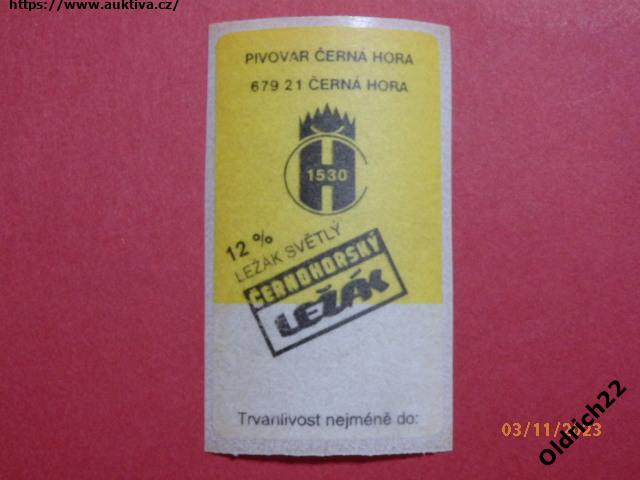 https://www.auktiva.cz/
PIVOVAR ČERNÁ HORA
679 21 ČERNÁ HORA
H
1530
12 %
LEŽÁK SVĚTLÝ
ČERNOHORSKÝ
LEŽÁK
Trvanlivost nejméně do:
03/11/2023
Oldrich22